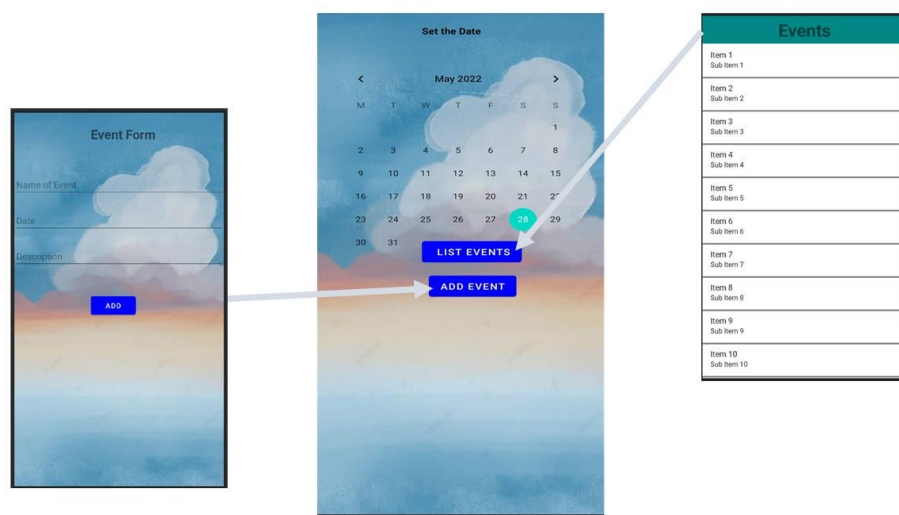 Event Form
Name of Event
Date
Description
ADD
Set the Date
< May 2022 >
M T W T F S S
1
2 3 4 5 6 7 8
9 10 11 12 13 14 15
16 17 18 19 20 21 22
23 24 25 26 27 28 29
30 31
LIST EVENTS
ADD EVENT
Events
Item 1
Sub Item 1
Item 2
Sub Item 2
Item 3
Sub Item 3
Item 4
Sub Item 4
Item 5
Sub Item 5
Item 6
Sub Item 6
Item 7
Sub Item 7
Item 8
Sub Item 8
Item 9
Sub Item 9
Item 10
Sub Item 10